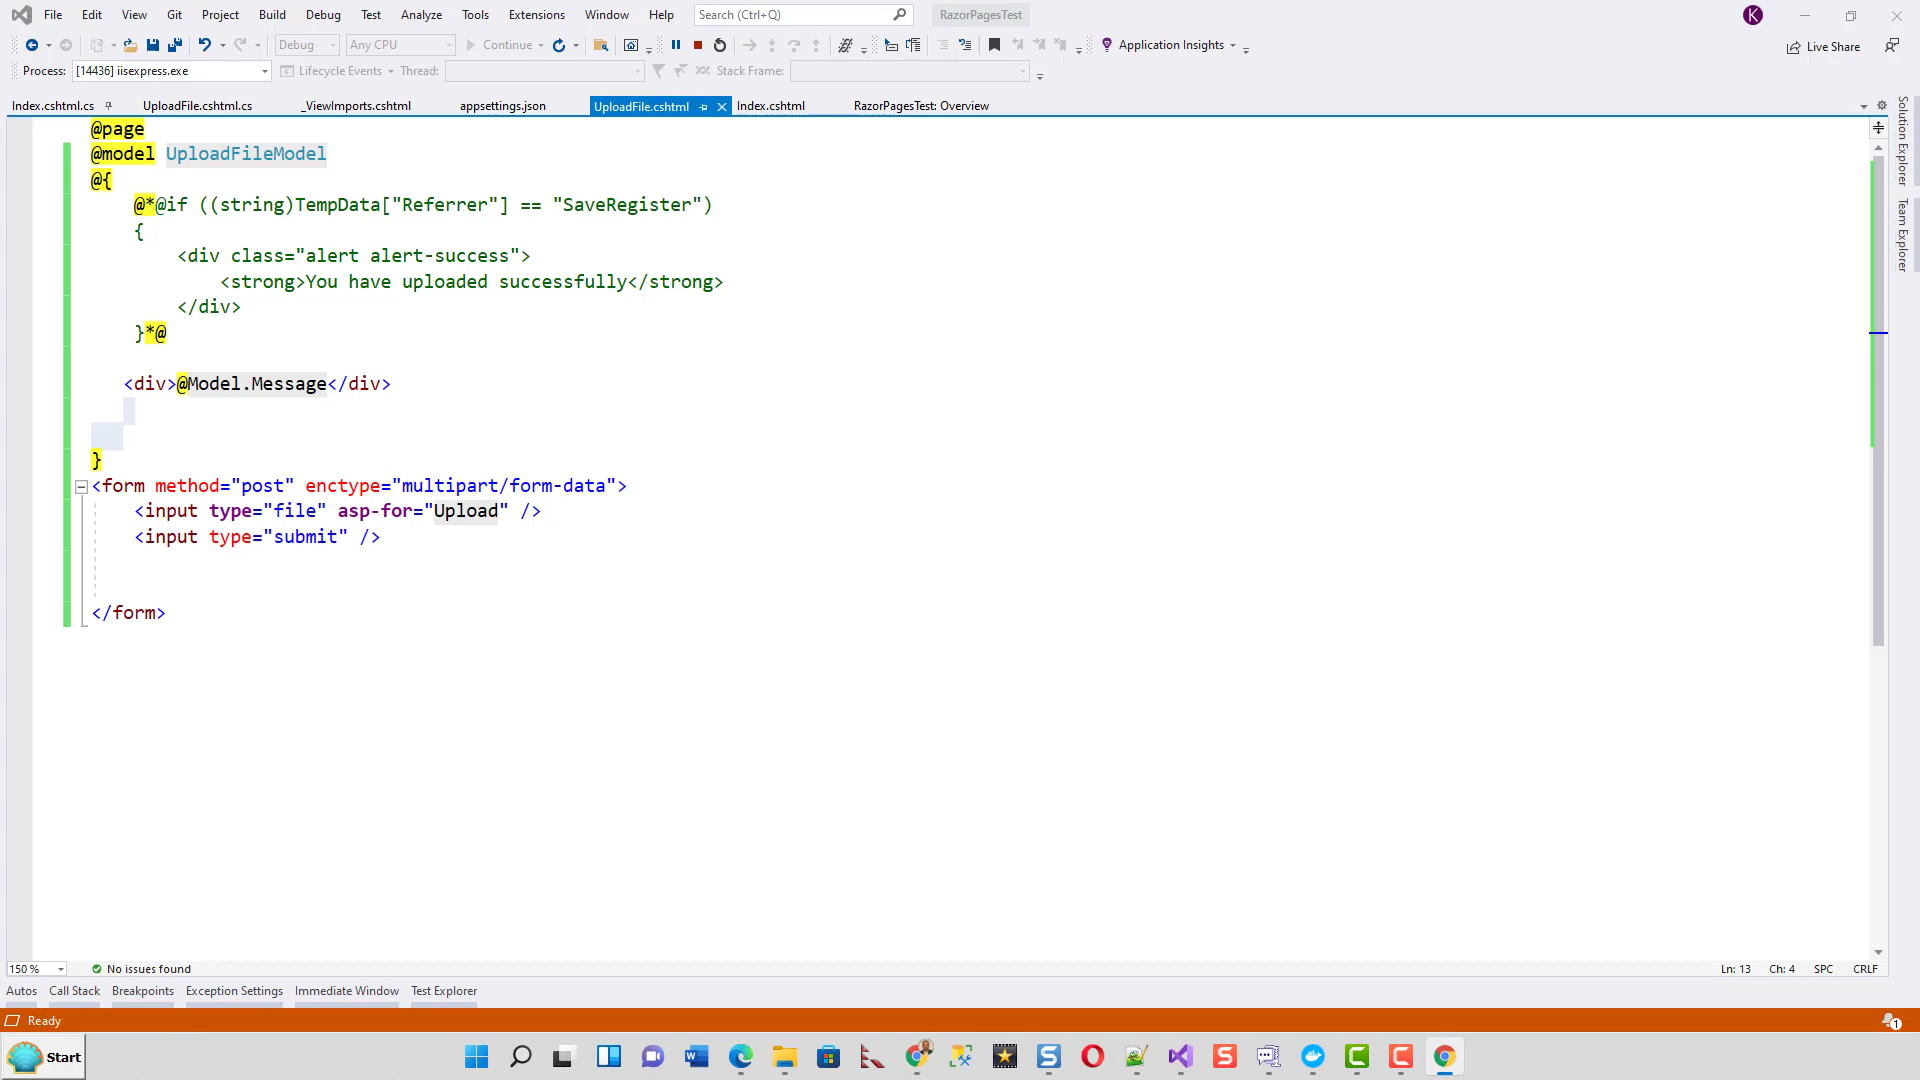 File Edit View Git Project Build Debug Test Analyze Tools Extensions Window Help Search (Ctrl+Q) RazorPagesTest K
Debug Any CPU Continue Application Insights Live Share
Process: [14436] iisexpress.exe Lifecycle Events Thread: Stack Frame:
Index.cshtml.cs UploadFile.cshtml.cs _ViewImports.cshtml appsettings.json UploadFile.cshtml Index.cshtml RazorPagesTest: Overview
Solution Explorer
Team Explorer
@page
@model UploadFileModel
@{
@*@if ((string)TempData["Referrer"] == "SaveRegister")
{
<div class="alert alert-success">
<strong>You have uploaded successfully</strong>
</div>
}*@
<div>@Model.Message</div>
}
<form method="post" enctype="multipart/form-data">
<input type="file" asp-for="Upload" />
<input type="submit" />
</form>
150 % No issues found Ln: 13 Ch: 4 SPC CRLF
Autos Call Stack Breakpoints Exception Settings Immediate Window Test Explorer
Ready 1
Start